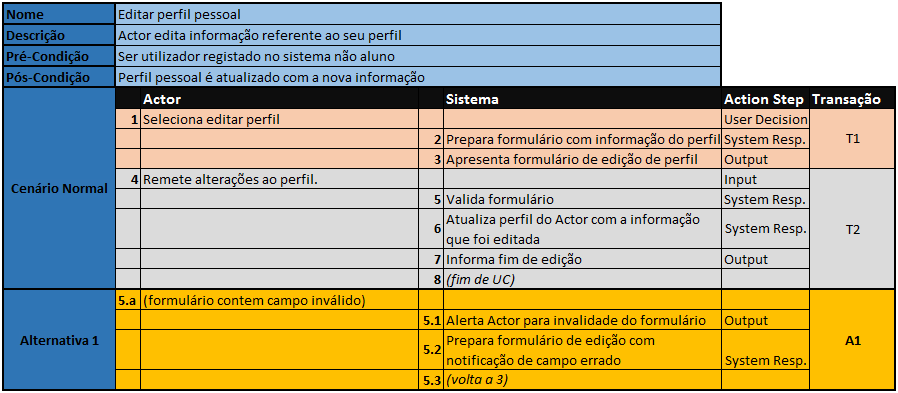 Nome Editar perfil pessoal
Descrição Actor edita informação referente ao seu perfil
Pré-Condição Ser utilizador registado no sistema não aluno
Pós-Condição Perfil pessoal é atualizado com a nova informação
Actor Sistema Action Step Transação
Cenário Normal
1 Seleciona editar perfil User Decision
2 Prepara formulário com informação do perfil System Resp.
3 Apresenta formulário de edição de perfil Output
T1
4 Remete alterações ao perfil. Input
5 Valida formulário System Resp.
6 Atualiza perfil do Actor com a informação
que foi editada System Resp.
7 Informa fim de edição Output
8 (fim de UC)
T2
Alternativa 1
5.a (formulário contem campo inválido)
5.1 Alerta Actor para invalidade do formulário Output
5.2 Prepara formulário de edição com
notificação de campo errado System Resp.
5.3 (volta a 3)
A1